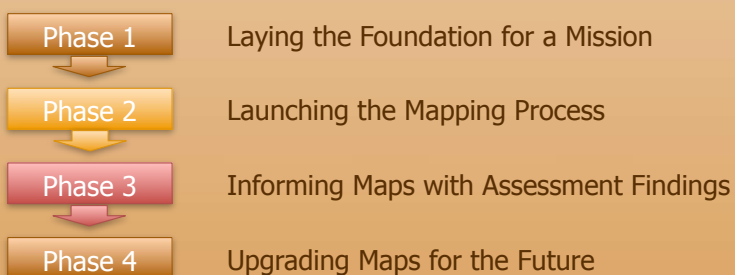 Phase 1 Laying the Foundation for a Mission
Phase 2 Launching the Mapping Process
Phase 3 Informing Maps with Assessment Findings
Phase 4 Upgrading Maps for the Future